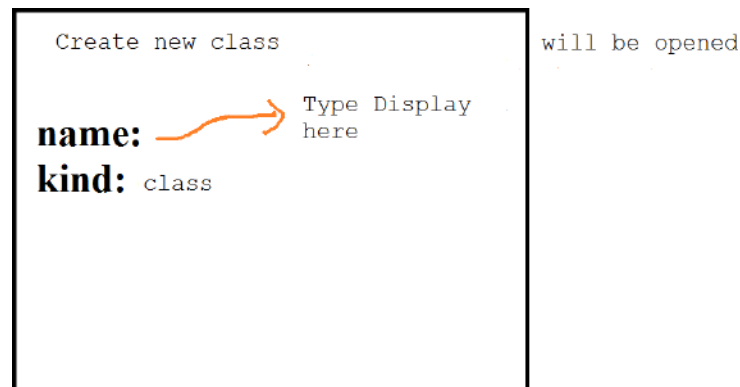 Create new class will be opened
Type Display
name: here
kind: class